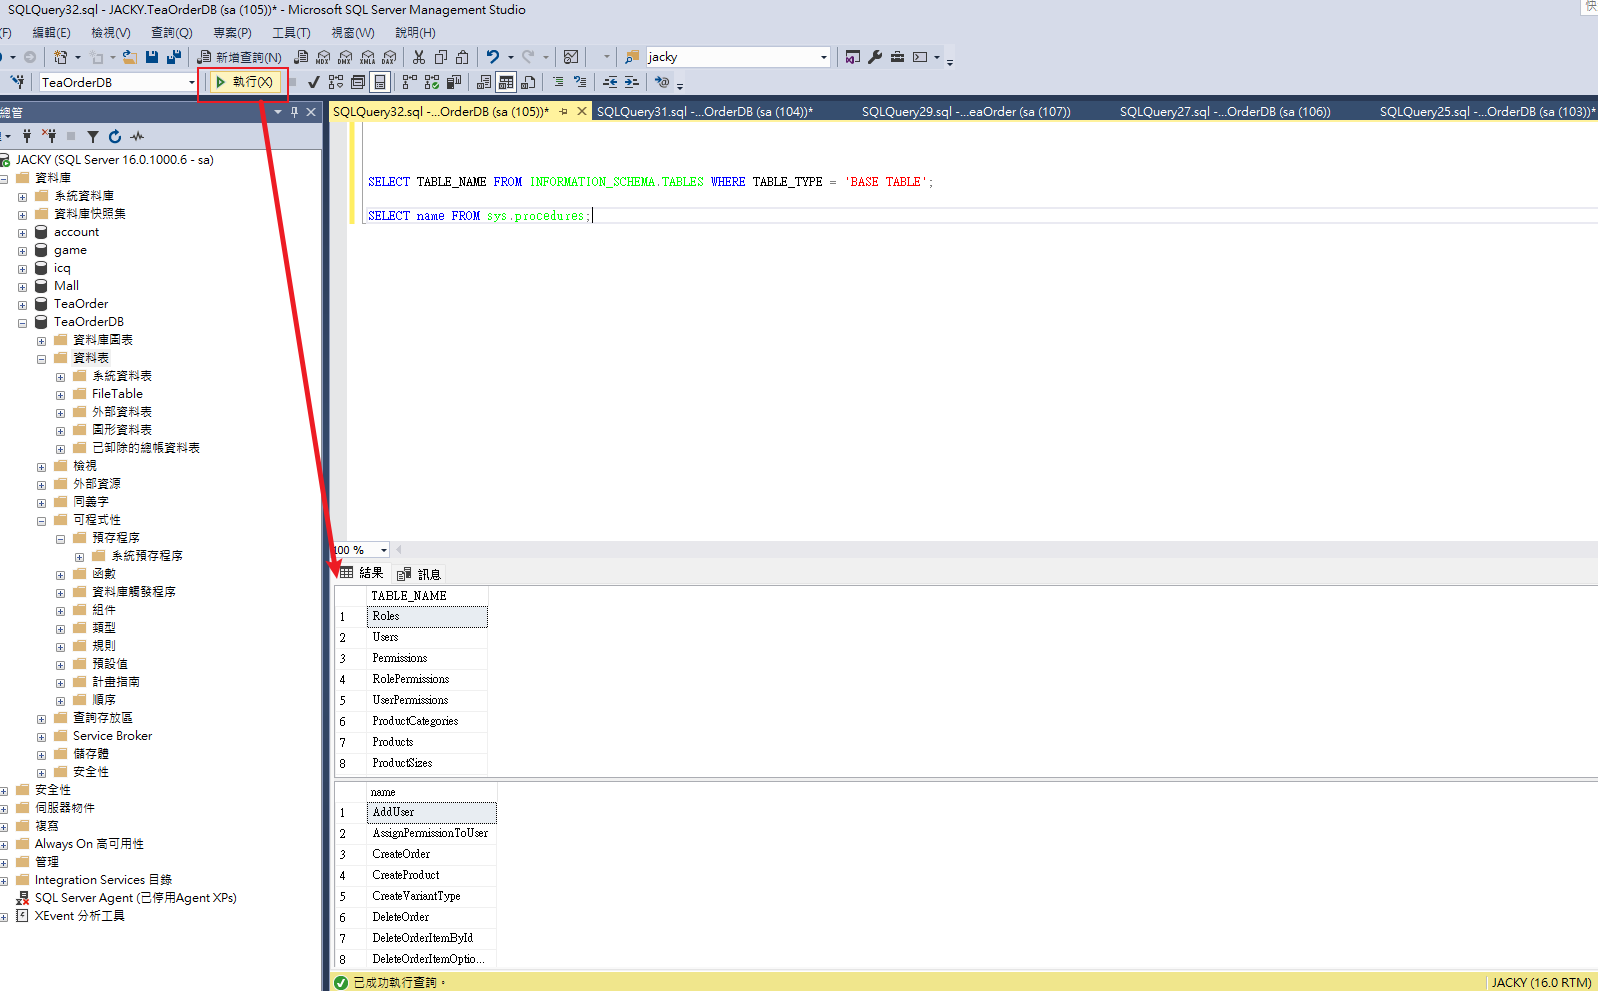 SQLQuery32.sql - JACKY.TeaOrderDB (sa (105))* - Microsoft SQL Server Management Studio
快
(F) 編輯(E) 檢視(V) 查詢(Q) 專案(P) 工具(T) 視窗(W) 說明(H)
新增查詢(N) MDX DMX XMLA DAX jacky
TeaOrderDB 執行(X)
總管
SQLQuery32.sql -...OrderDB (sa (105))* SQLQuery31.sql -...OrderDB (sa (104))* SQLQuery29.sql -...eaOrder (sa (107)) SQLQuery27.sql -...OrderDB (sa (106)) SQLQuery25.sql -...OrderDB (sa (103))*
JACKY (SQL Server 16.0.1000.6 - sa)
資料庫
系統資料庫
資料庫快照集
account
game
icq
Mall
TeaOrder
TeaOrderDB
資料庫圖表
資料表
系統資料表
FileTable
外部資料表
圖形資料表
已卸除的總帳資料表
檢視
外部資源
同義字
可程式性
預存程序
系統預存程序
函數
資料庫觸發程序
組件
類型
規則
預設值
計畫指南
順序
查詢存放區
Service Broker
儲存體
安全性
安全性
伺服器物件
複寫
Always On 高可用性
管理
Integration Services 目錄
SQL Server Agent (已停用Agent XPs)
XEvent 分析工具
SELECT TABLE_NAME FROM INFORMATION_SCHEMA.TABLES WHERE TABLE_TYPE = 'BASE TABLE';
SELECT name FROM sys.procedures;
100 %
結果 訊息
TABLE_NAME
1 Roles
2 Users
3 Permissions
4 RolePermissions
5 UserPermissions
6 ProductCategories
7 Products
8 ProductSizes
name
1 AddUser
2 AssignPermissionToUser
3 CreateOrder
4 CreateProduct
5 CreateVariantType
6 DeleteOrder
7 DeleteOrderItemById
8 DeleteOrderItemOptio...
已成功執行查詢。 JACKY (16.0 RTM)